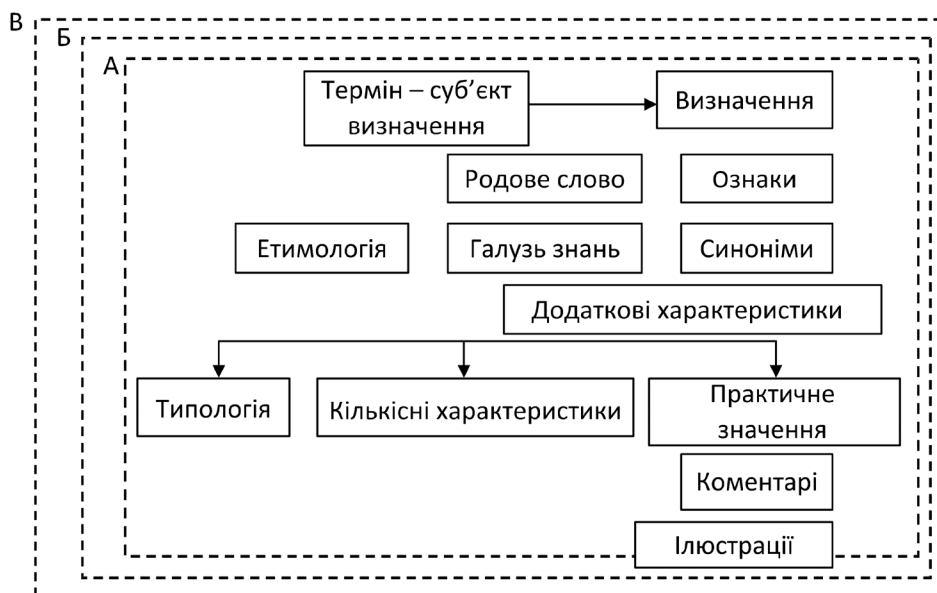 В
Б
А
Термін – суб’єкт
визначення
Визначення
Родове слово
Ознаки
Етимологія
Галузь знань
Синоніми
Додаткові характеристики
Типологія
Кількісні характеристики
Практичне
значення
Коментарі
Ілюстрації